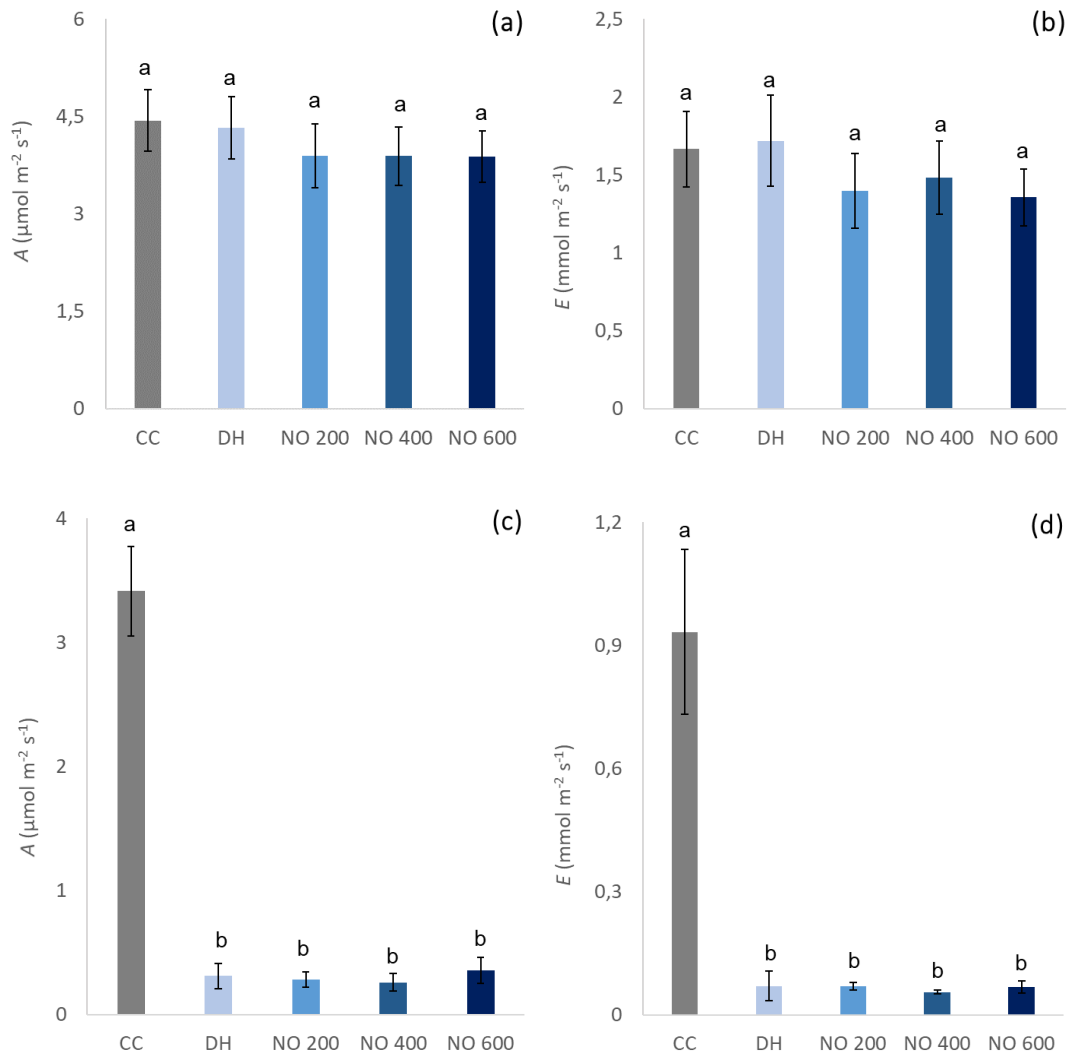 (a)
6
4,5
3
1,5
0
A (µmol m⁻² s⁻¹)
a a a a a
CC DH NO 200 NO 400 NO 600
(b)
2,5
2
1,5
1
0,5
0
E (mmol m⁻² s⁻¹)
a a a a a
CC DH NO 200 NO 400 NO 600
(c)
4
3
2
1
0
A (µmol m⁻² s⁻¹)
a b b b b
CC DH NO 200 NO 400 NO 600
(d)
1,2
0,9
0,6
0,3
0
E (mmol m⁻² s⁻¹)
a b b b b
CC DH NO 200 NO 400 NO 600